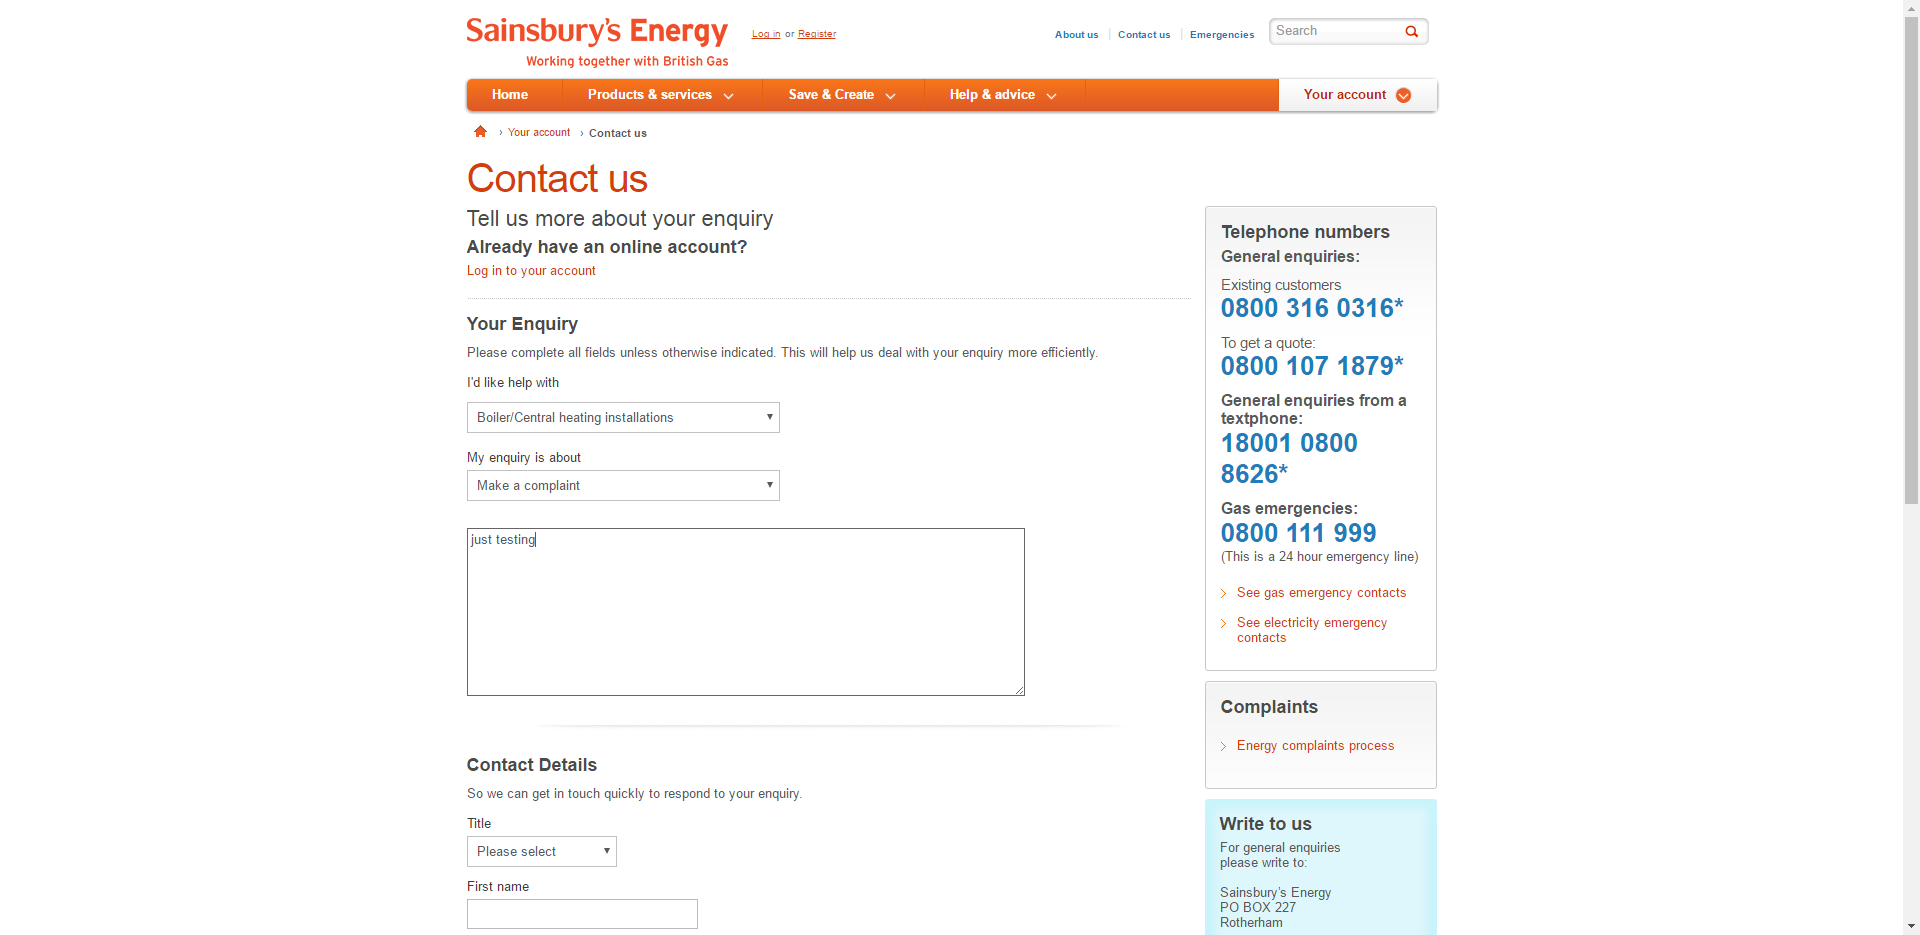 Sainsbury's Energy
Working together with British Gas
Log in or Register
About us
Contact us
Emergencies
Search
Home
Products & services
Save & Create
Help & advice
Your account
› Your account › Contact us
Contact us
Tell us more about your enquiry
Already have an online account?
Log in to your account
Your Enquiry
Please complete all fields unless otherwise indicated. This will help us deal with your enquiry more efficiently.
I'd like help with
Boiler/Central heating installations
My enquiry is about
Make a complaint
just testing
Contact Details
So we can get in touch quickly to respond to your enquiry.
Title
Please select
First name
Telephone numbers
General enquiries:
Existing customers
0800 316 0316*
To get a quote:
0800 107 1879*
General enquiries from a
textphone:
18001 0800
8626*
Gas emergencies:
0800 111 999
(This is a 24 hour emergency line)
See gas emergency contacts
See electricity emergency
contacts
Complaints
Energy complaints process
Write to us
For general enquiries
please write to:
Sainsbury's Energy
PO BOX 227
Rotherham